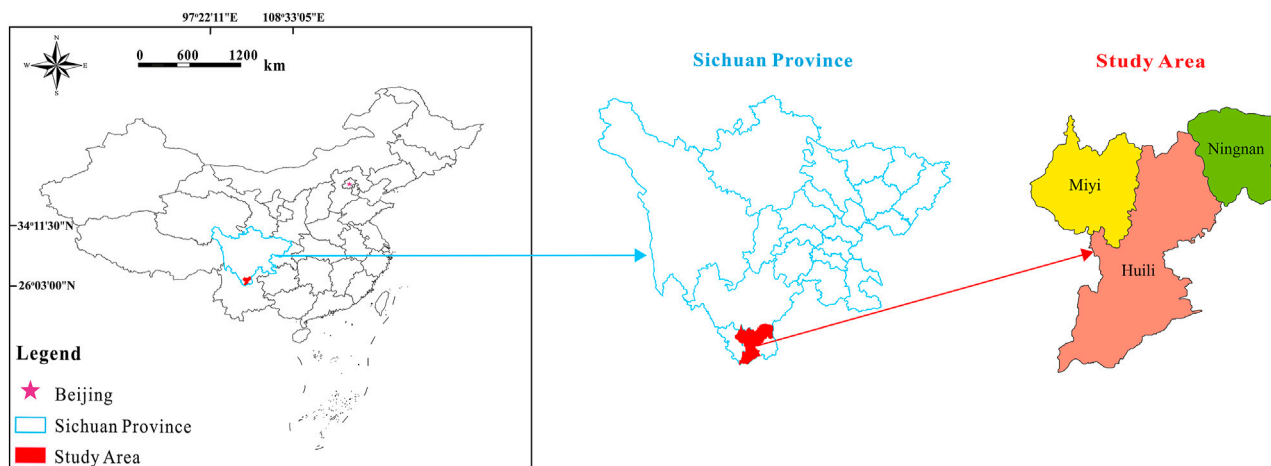 97°22'11"E 108°33'05"E
N
W E
S
0 600 1200
km
34°11'30"N
26°03'00"N
Legend
Beijing
Sichuan Province
Study Area
Sichuan Province
Study Area
Ningnan
Miyi
Huili